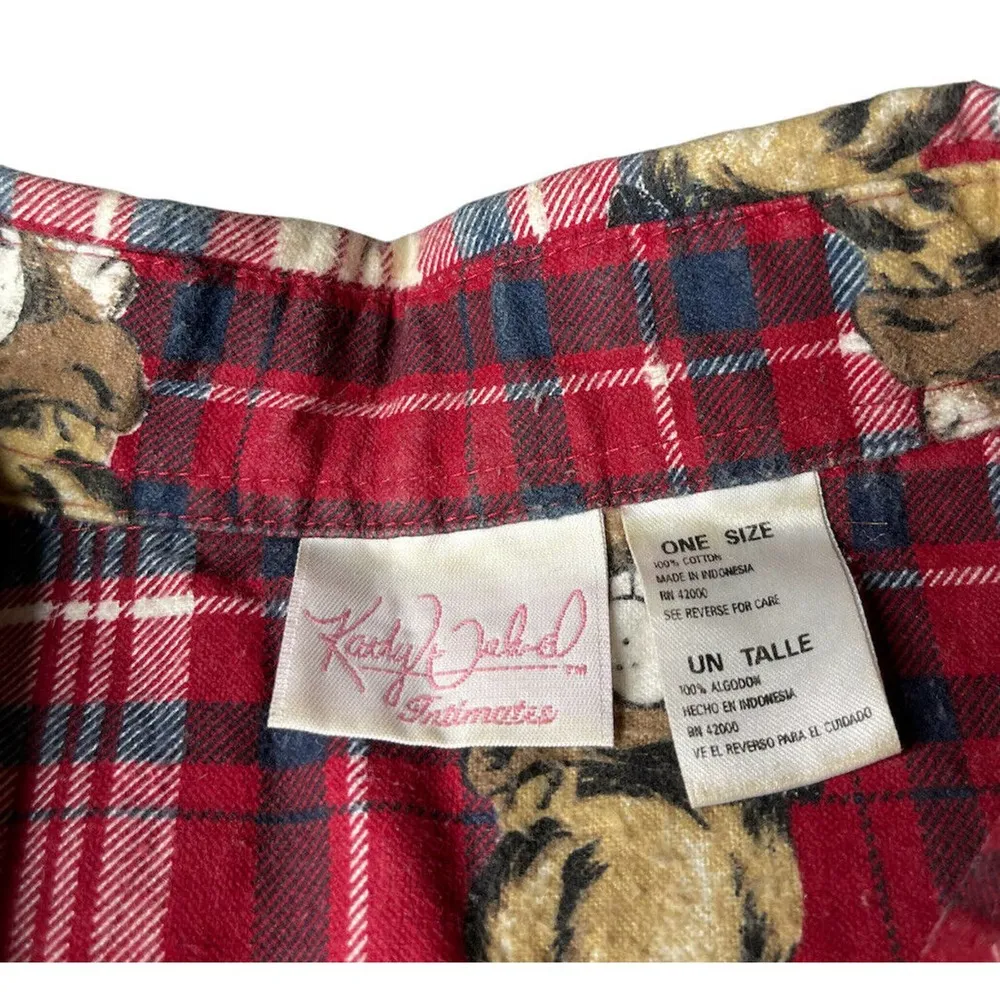 Kathy Ireland™
Intimates
ONE SIZE
100% COTTON
MADE IN INDONESIA
RN 42000
SEE REVERSE FOR CARE
UN TALLE
100% ALGODON
HECHO EN INDONESIA
RN 42000
VE EL REVERSO PARA EL CUIDADO